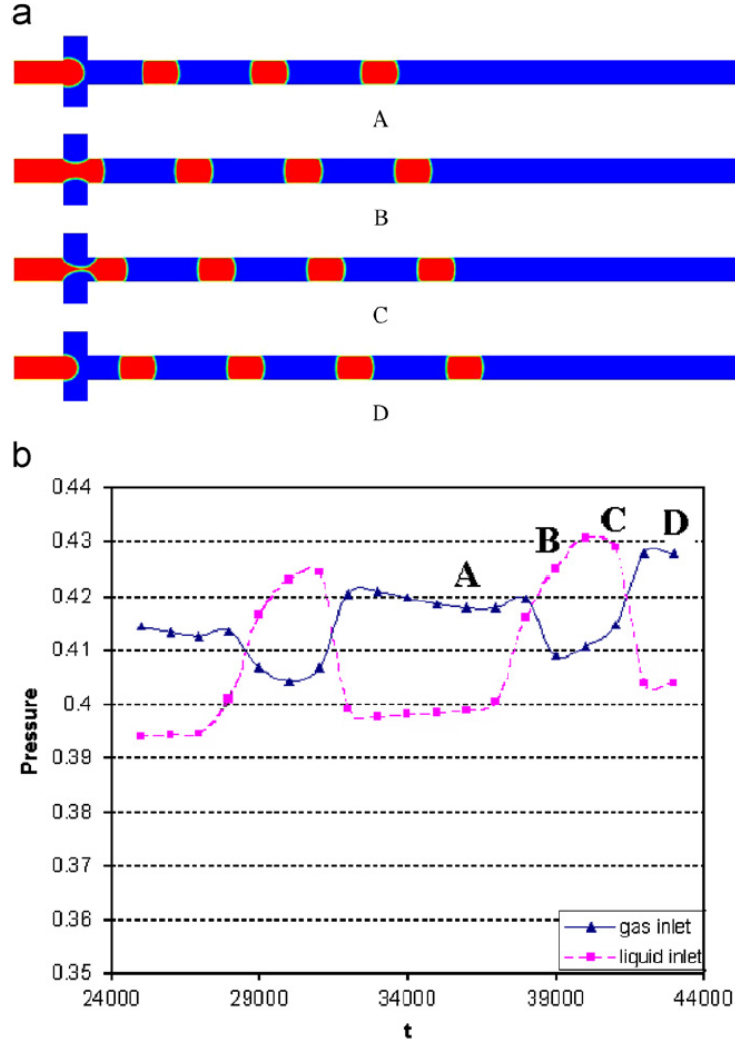 a
A
B
C
D
b
0.44
0.43
0.42
0.41
0.4
0.39
0.38
0.37
0.36
0.35
Pressure
A
B
C
D
gas inlet
liquid inlet
24000 29000 34000 39000 44000
t